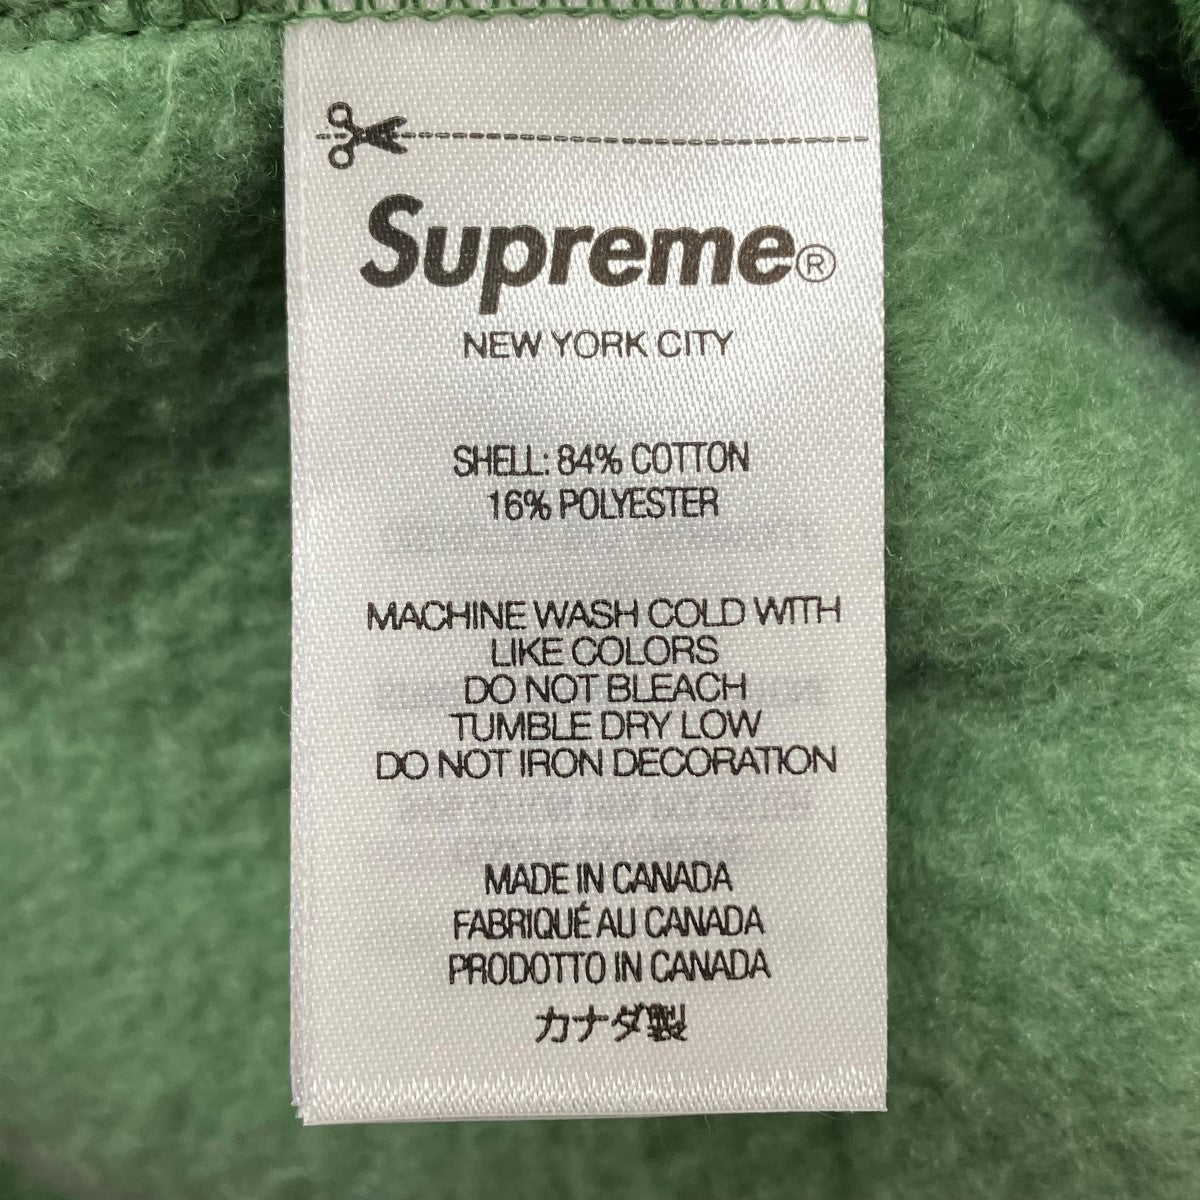 Supreme®
NEW YORK CITY
SHELL: 84% COTTON
16% POLYESTER
MACHINE WASH COLD WITH
LIKE COLORS
DO NOT BLEACH
TUMBLE DRY LOW
DO NOT IRON DECORATION
MADE IN CANADA
FABRIQUÉ AU CANADA
PRODOTTO IN CANADA
カナダ製